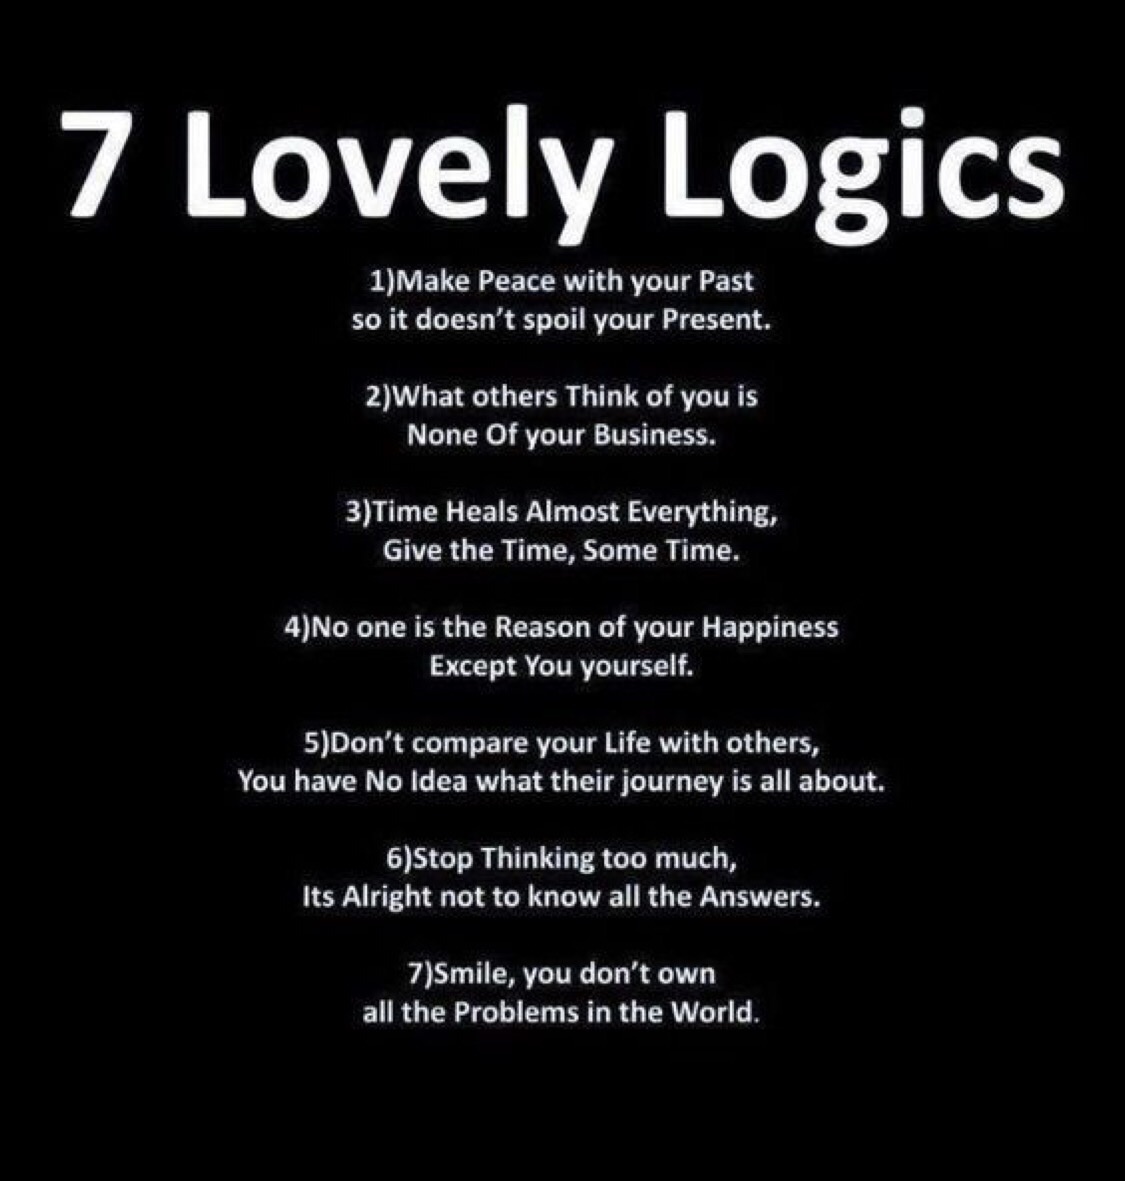 7 Lovely Logics
1)Make Peace with your Past
so it doesn’t spoil your Present.
2)What others Think of you is
None Of your Business.
3)Time Heals Almost Everything,
Give the Time, Some Time.
4)No one is the Reason of your Happiness
Except You yourself.
5)Don’t compare your Life with others,
You have No Idea what their journey is all about.
6)Stop Thinking too much,
Its Alright not to know all the Answers.
7)Smile, you don’t own
all the Problems in the World.